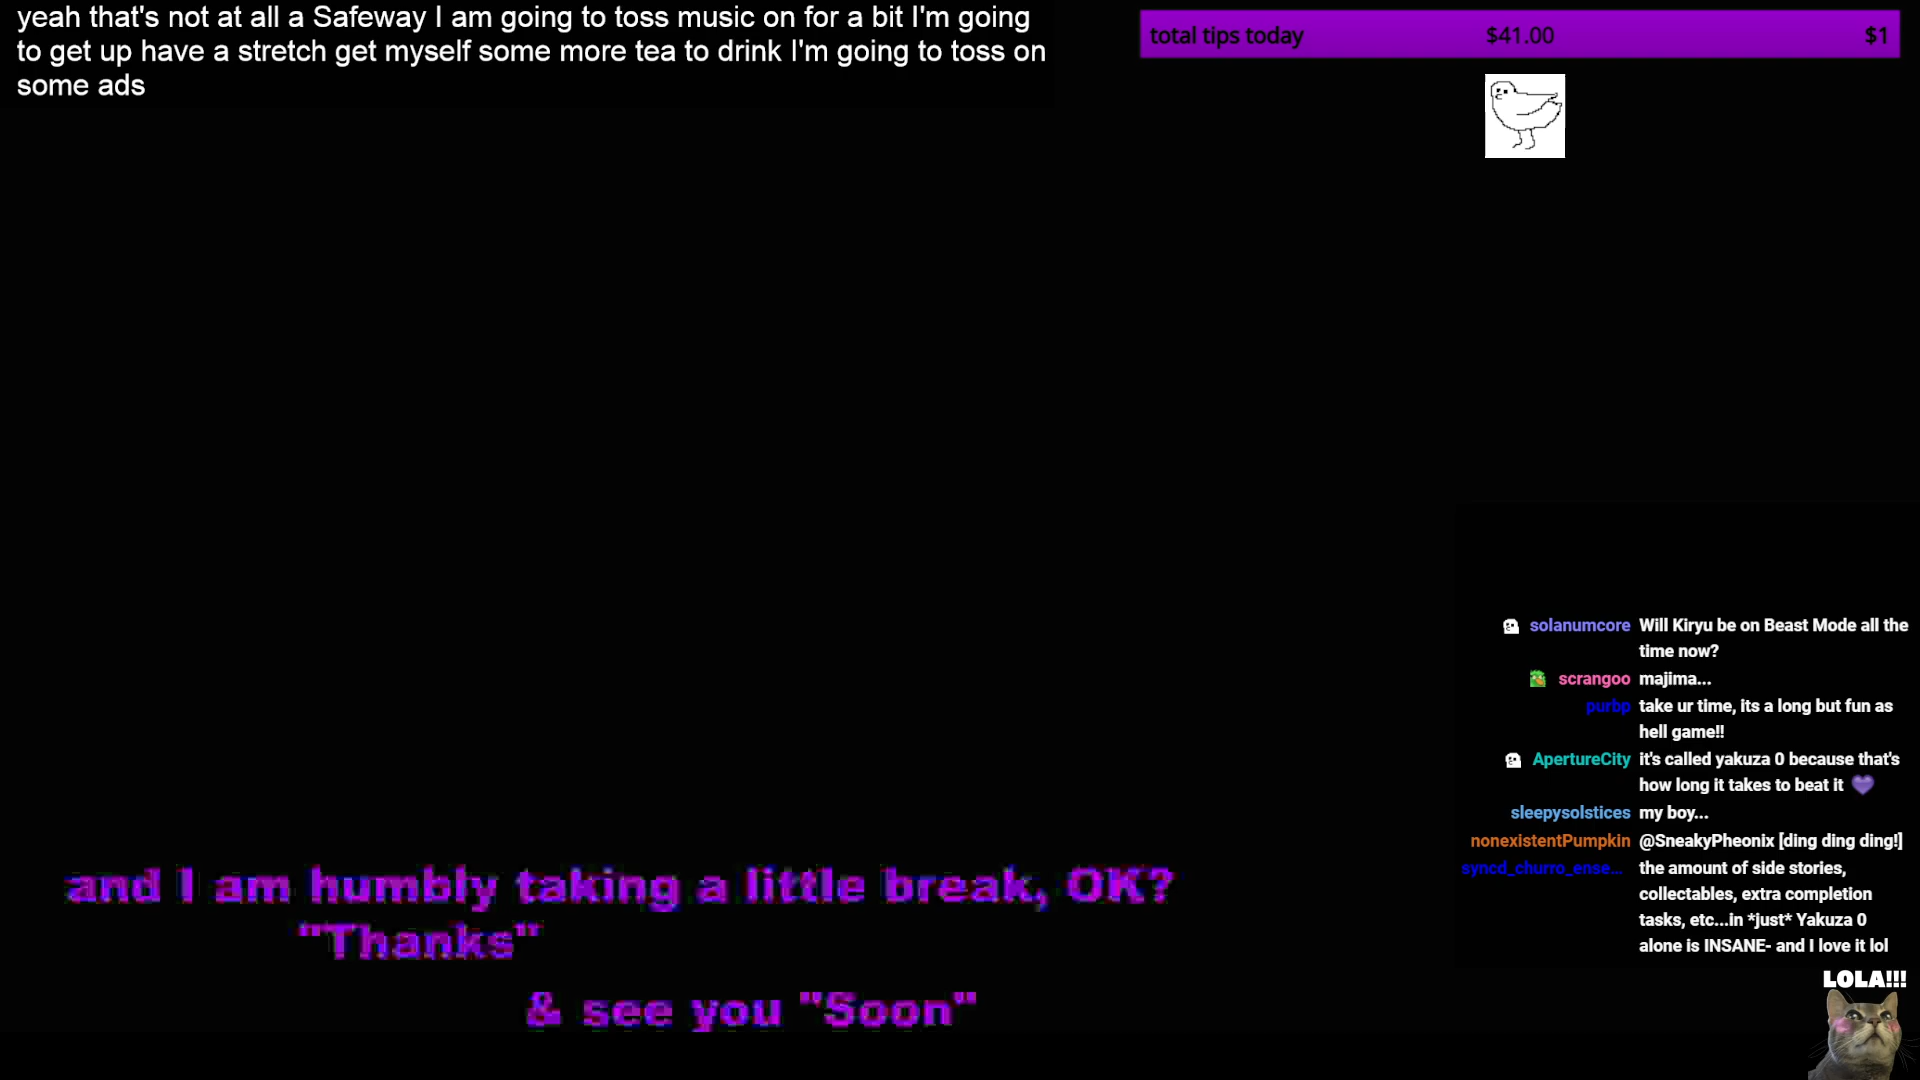 yeah that's not at all a Safeway I am going to toss music on for a bit I'm going
to get up have a stretch get myself some more tea to drink I'm going to toss on
some ads
total tips today $41.00 $1
solanumcore Will Kiryu be on Beast Mode all the
time now?
scrangoo majima...
purbp take ur time, its a long but fun as
hell game!!
ApertureCity it's called yakuza 0 because that's
how long it takes to beat it
sleepysolstices my boy...
nonexistentPumpkin @SneakyPheonix [ding ding ding!]
syncd_churro_ense... the amount of side stories,
collectables, extra completion
tasks, etc...in *just* Yakuza 0
alone is INSANE- and I love it lol
and I am humbly taking a little break, OK?
"Thanks"
& see you "Soon"
LOLA!!!